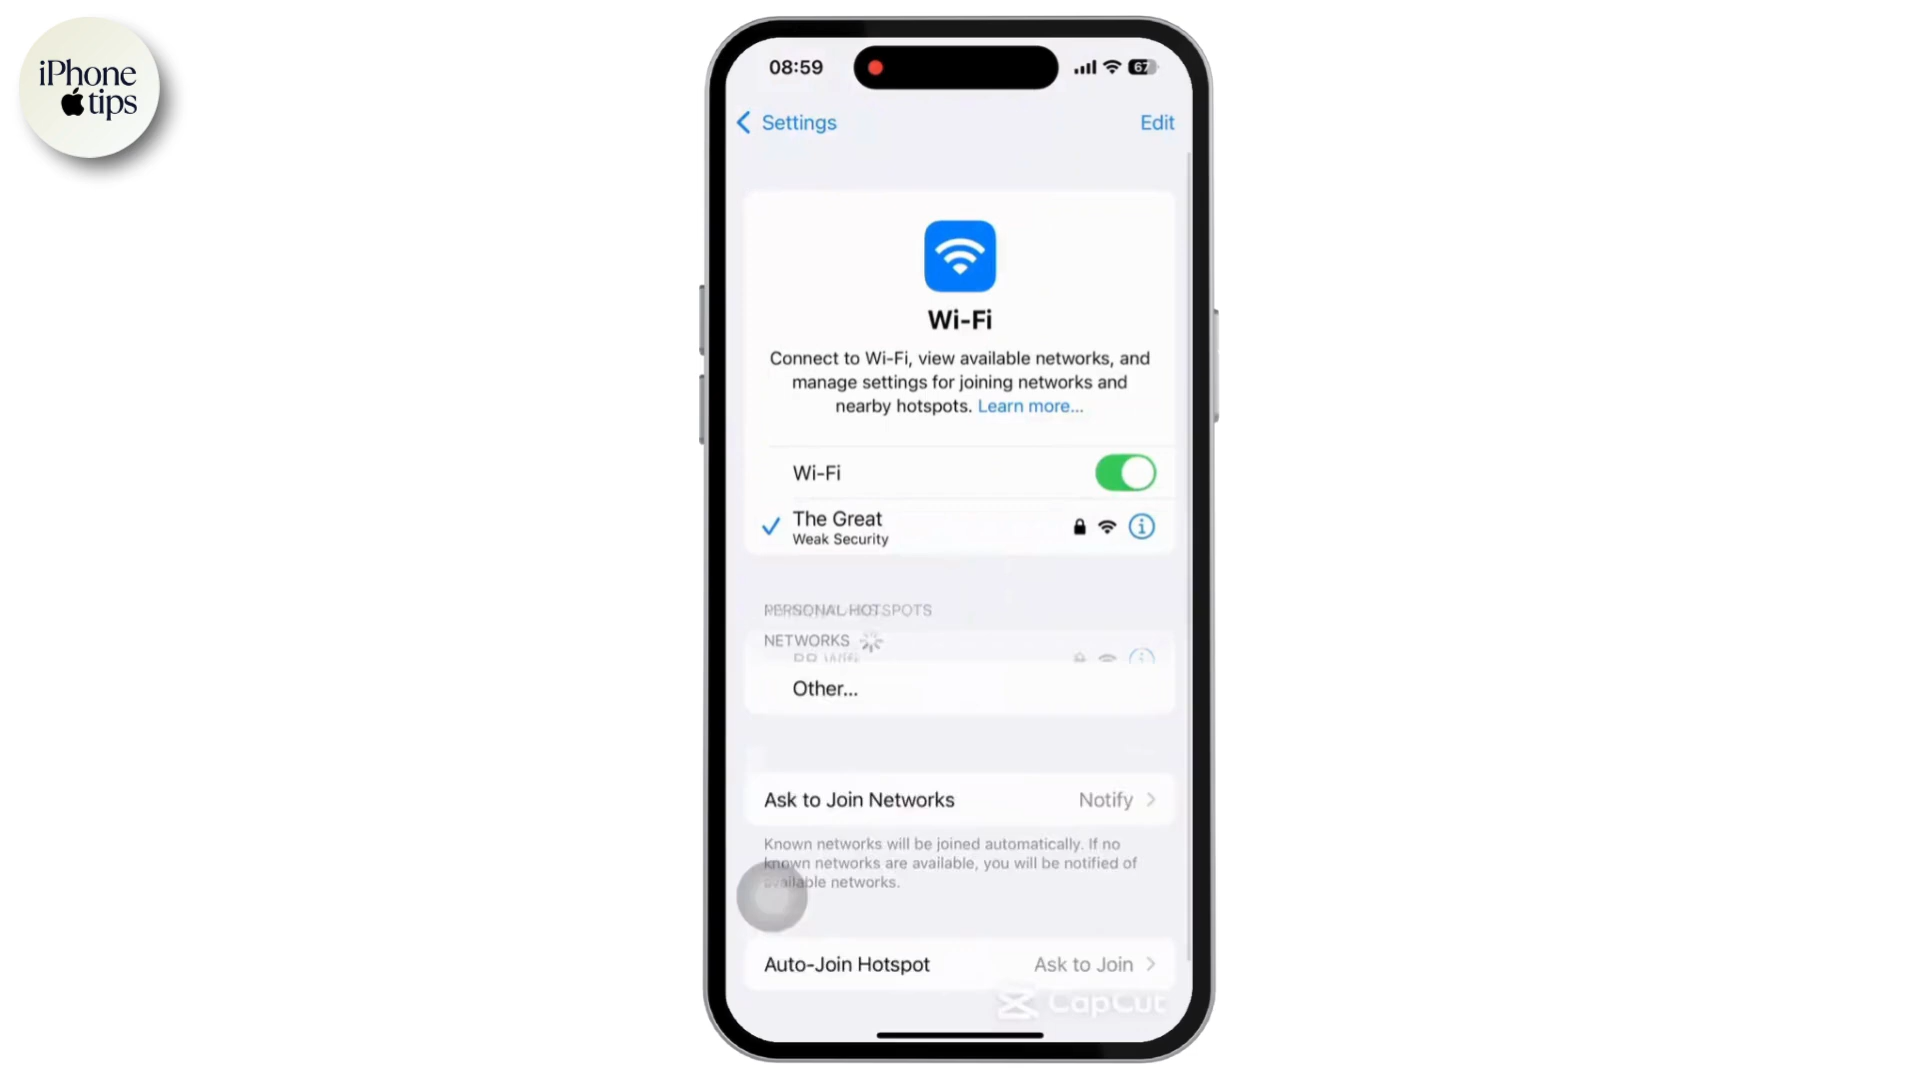 iPhone
tips
08:59
67
Settings
Edit
Wi-Fi
Connect to Wi-Fi, view available networks, and
manage settings for joining networks and
nearby hotspots. Learn more...
Wi-Fi
The Great
Weak Security
PERSONAL HOTSPOTS
NETWORKS
Other...
Ask to Join Networks
Notify
Known networks will be joined automatically. If no
known networks are available, you will be notified of
available networks.
Auto-Join Hotspot
Ask to Join
CapCut